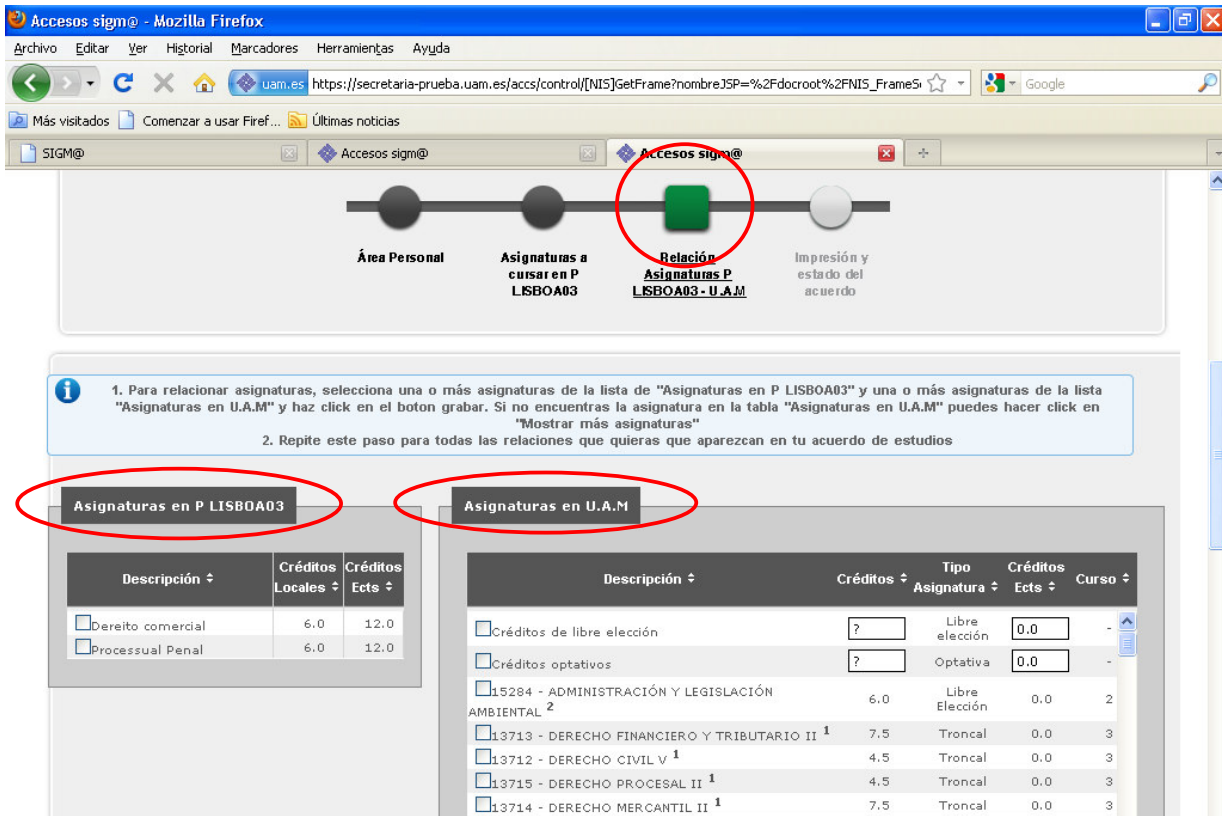 Accesos sigm@ - Mozilla Firefox
Archivo Editar Ver Historial Marcadores Herramientas Ayuda
uam.es https://secretaria-prueba.uam.es/accs/control/[NIS]GetFrame?nombreJSP=%2Fdocroot%2FNIS_FrameSe Google
Más visitados Comenzar a usar Firef... Últimas noticias
SIGM@ Accesos sigm@ Accesos sigm@
Área Personal
Asignaturas a
cursar en P
LISBOA03
Relación
Asignaturas P
LISBOA03 - U.A.M
Impresión y
estado del
acuerdo
1. Para relacionar asignaturas, selecciona una o más asignaturas de la lista de "Asignaturas en P LISBOA03" y una o más asignaturas de la lista
"Asignaturas en U.A.M" y haz click en el boton grabar. Si no encuentras la asignatura en la tabla "Asignaturas en U.A.M" puedes hacer click en
"Mostrar más asignaturas"
2. Repite este paso para todas las relaciones que quieras que aparezcan en tu acuerdo de estudios
Asignaturas en P LISBOA03
Descripción Créditos Locales Créditos Ects
Dereito comercial 6.0 12.0
Processual Penal 6.0 12.0
Asignaturas en U.A.M
Descripción Créditos Tipo Asignatura Créditos Ects Curso
Créditos de libre elección ? Libre elección 0.0 -
Créditos optativos ? Optativa 0.0 -
15284 - ADMINISTRACIÓN Y LEGISLACIÓN
AMBIENTAL 2 6.0 Libre Elección 0.0 2
13713 - DERECHO FINANCIERO Y TRIBUTARIO II 1 7.5 Troncal 0.0 3
13712 - DERECHO CIVIL V 1 4.5 Troncal 0.0 3
13715 - DERECHO PROCESAL II 1 4.5 Troncal 0.0 3
13714 - DERECHO MERCANTIL II 1 7.5 Troncal 0.0 3